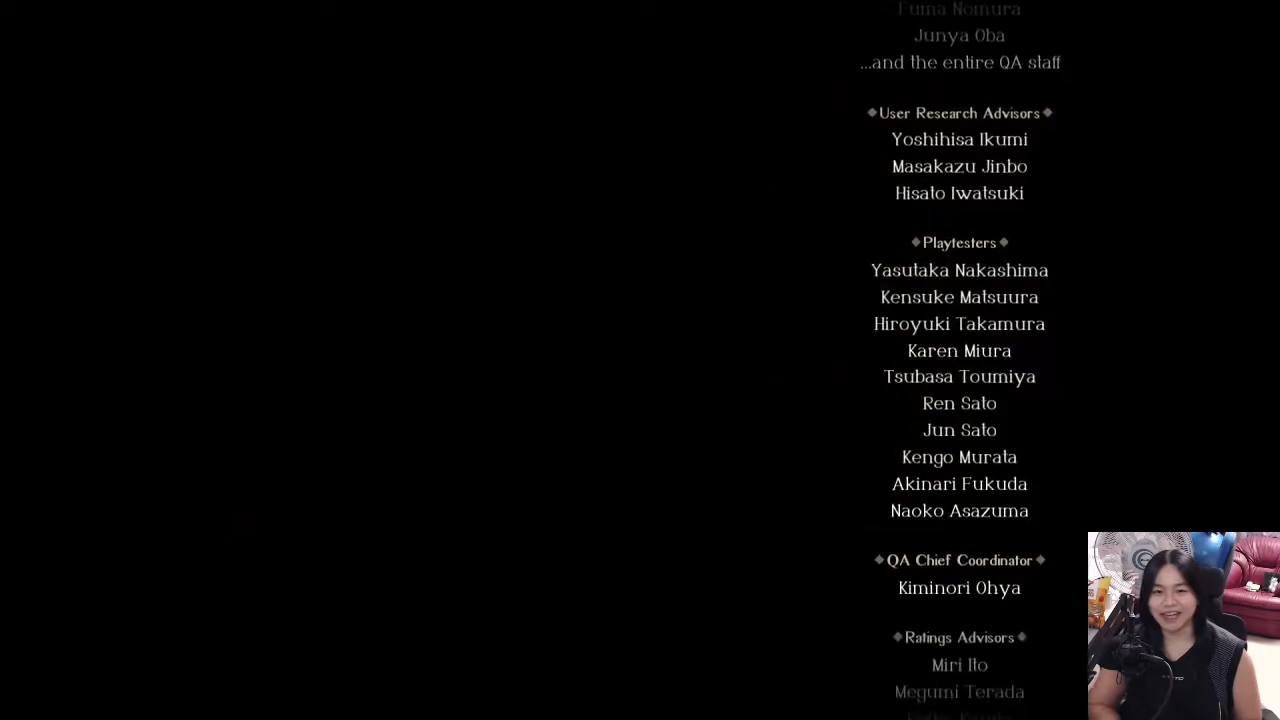 Fuma Nomura
Junya Oba
...and the entire QA staff
◆User Research Advisors◆
Yoshihisa Ikumi
Masakazu Jinbo
Hisato Iwatsuki
◆Playtesters◆
Yasutaka Nakashima
Kensuke Matsuura
Hiroyuki Takamura
Karen Miura
Tsubasa Toumiya
Ren Sato
Jun Sato
Kengo Murata
Akinari Fukuda
Naoko Asazuma
◆QA Chief Coordinator◆
Kiminori Ohya
◆Ratings Advisors◆
Miri Ito
Megumi Terada